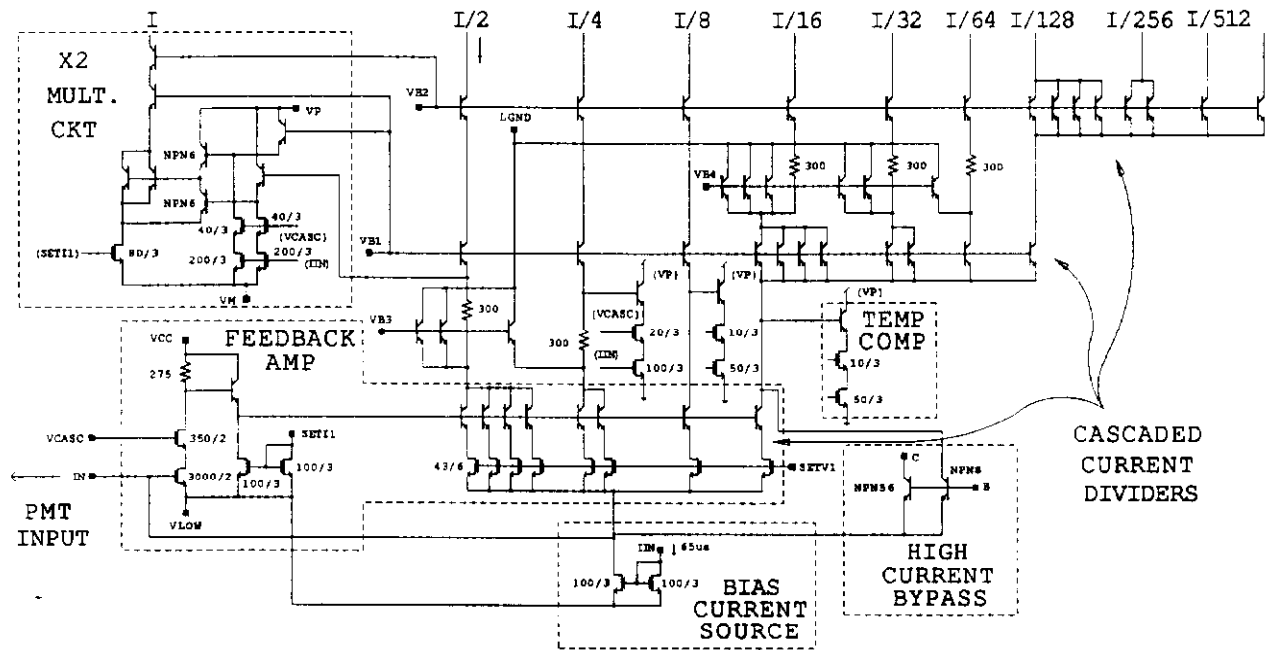 I I/2 I/4 I/8 I/16 I/32 I/64 I/128 I/256 I/512
X2
MULT.
CKT
VP
NPN6
NPN6
40/3
40/3
(VCASC)
(SETI1)
80/3
200/3
200/3
(IIN)
VM
VB2
LGND
VB4
300
300
300
VB1
(VP)
(VP)
(VP)
300
VB3
300
(VCASC)
20/3
10/3
(IIN)
100/3
50/3
TEMP
COMP
10/3
50/3
FEEDBACK
AMP
VCC
275
VCASC
350/2
SETI1
IN
3000/2
100/3
100/3
VLOW
43/6
SETV1
PMT
INPUT
CASCADED
CURRENT
DIVIDERS
C
NPN8
NPN56
B
HIGH
CURRENT
BYPASS
IIN
65ua
100/3
100/3
BIAS
CURRENT
SOURCE